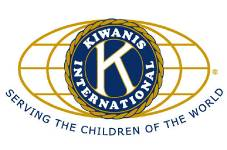 KIWANIS
INTERNATIONAL
K
®
SERVING THE CHILDREN OF THE WORLD